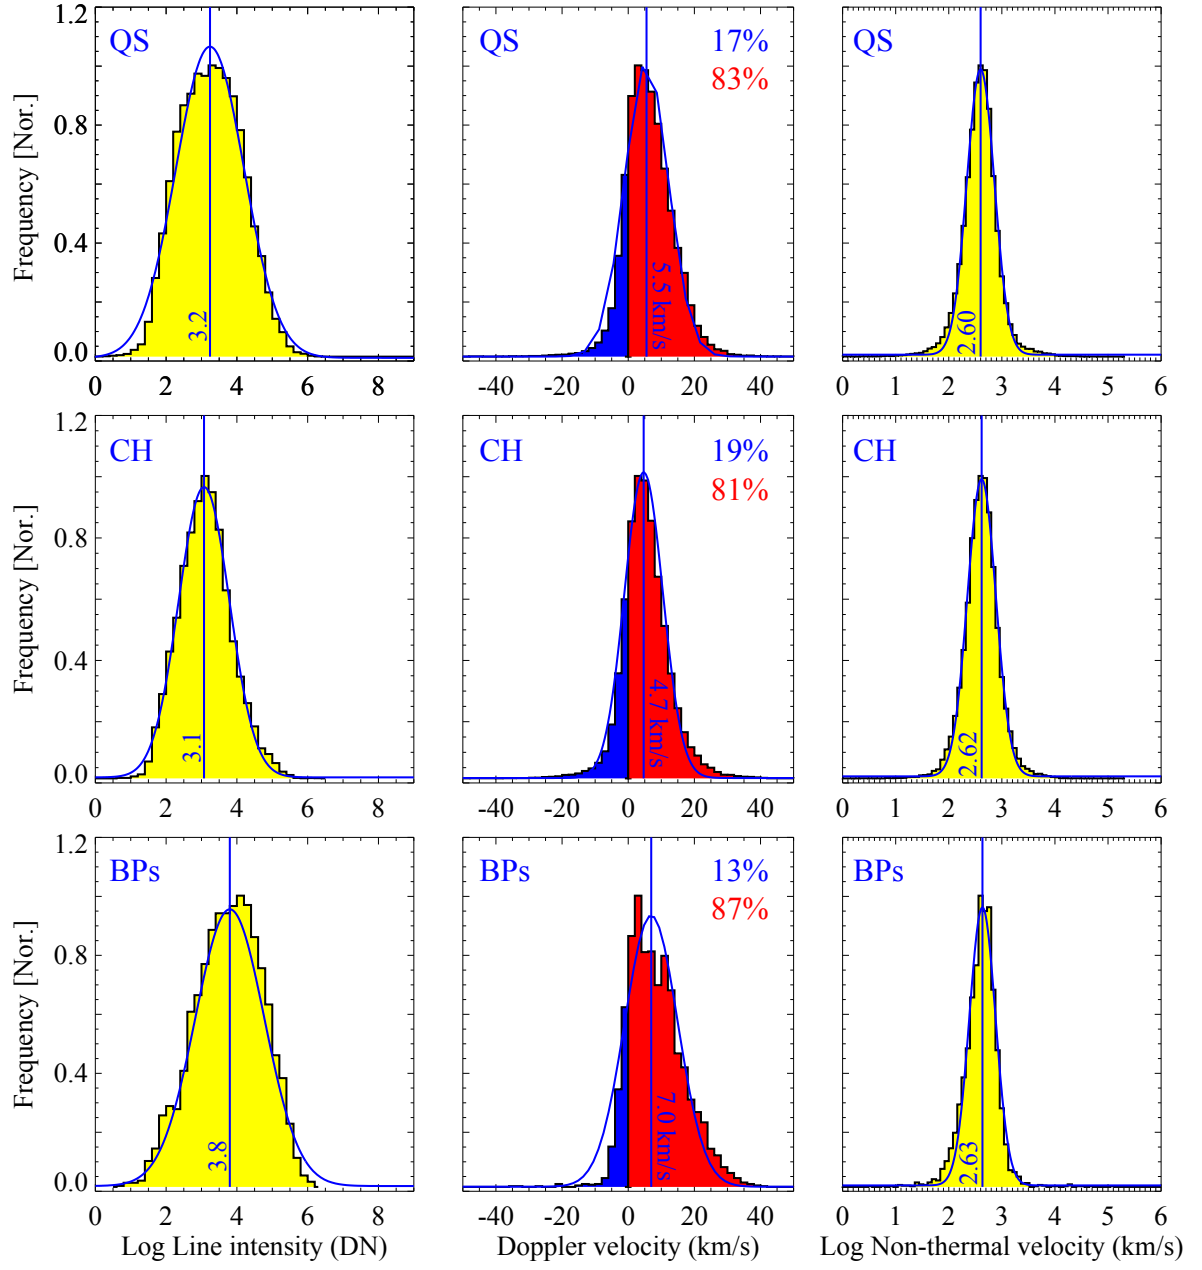 1.2
QS
0.8
0.4
0.0
Frequency [Nor.]
3.2
0 2 4 6 8
QS
17%
83%
5.5 km/s
-40 -20 0 20 40
QS
2.60
0 1 2 3 4 5 6
1.2
CH
0.8
0.4
0.0
Frequency [Nor.]
3.1
0 2 4 6 8
CH
19%
81%
4.7 km/s
-40 -20 0 20 40
CH
2.62
0 1 2 3 4 5 6
1.2
BPs
0.8
0.4
0.0
Frequency [Nor.]
3.8
0 2 4 6 8
Log Line intensity (DN)
BPs
13%
87%
7.0 km/s
-40 -20 0 20 40
Doppler velocity (km/s)
BPs
2.63
0 1 2 3 4 5 6
Log Non-thermal velocity (km/s)